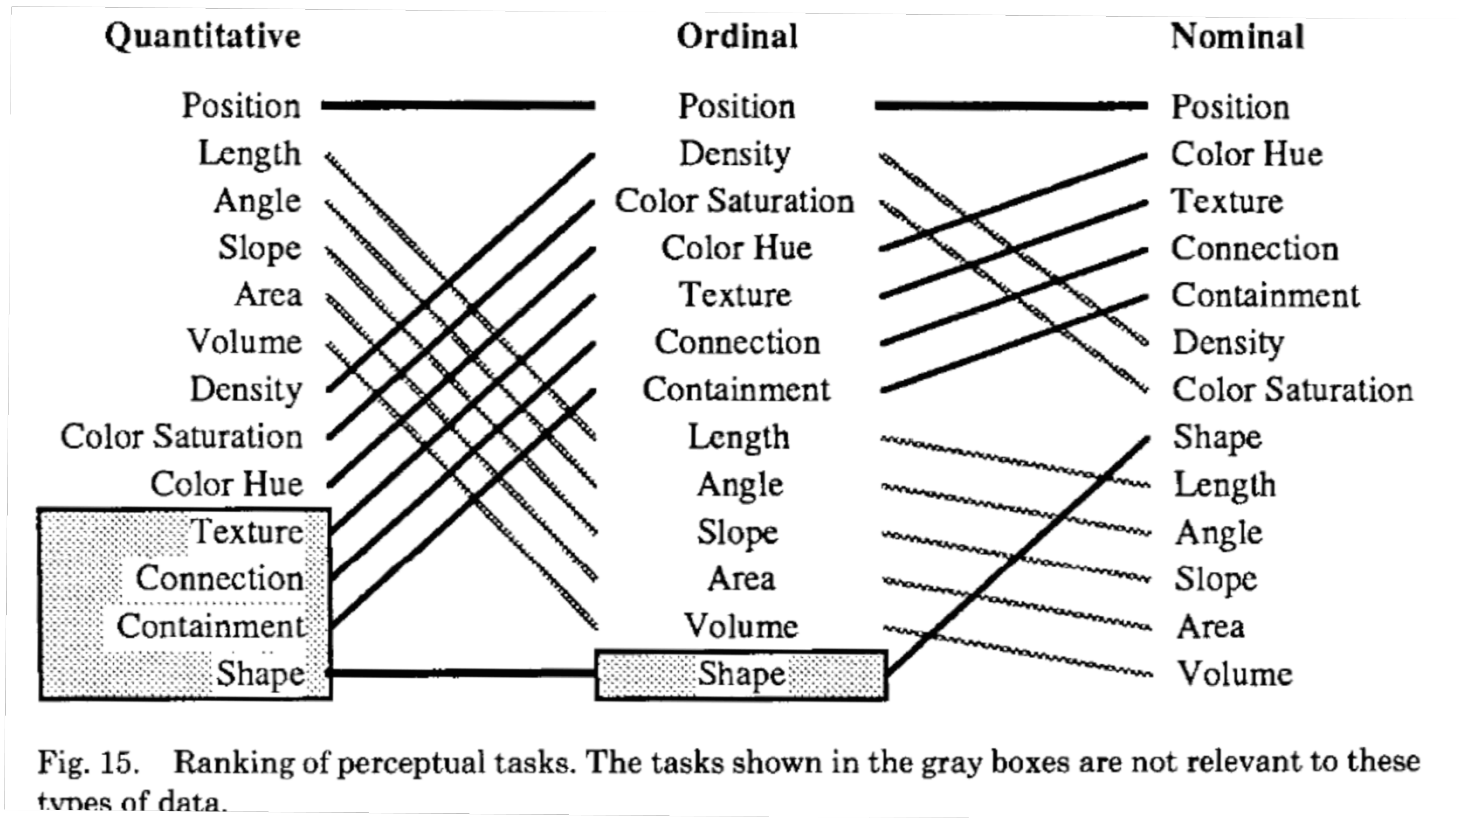 Quantitative Ordinal Nominal
Position Position Position
Length Density Color Hue
Angle Color Saturation Texture
Slope Color Hue Connection
Area Texture Containment
Volume Connection Density
Density Containment Color Saturation
Color Saturation Length Shape
Color Hue Angle Length
Texture Slope Angle
Connection Area Slope
Containment Volume Area
Shape Shape Volume
Fig. 15. Ranking of perceptual tasks. The tasks shown in the gray boxes are not relevant to these
types of data.